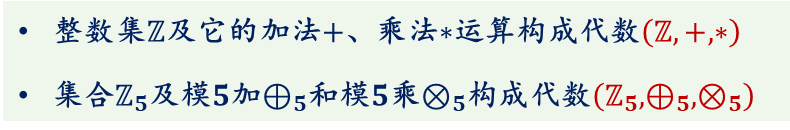 • 整数集ℤ及它的加法+、乘法*运算构成代数(ℤ, +,*)
• 集合ℤ₅及模5加⊕₅和模5乘⊗₅构成代数(ℤ₅,⊕₅,⊗₅)